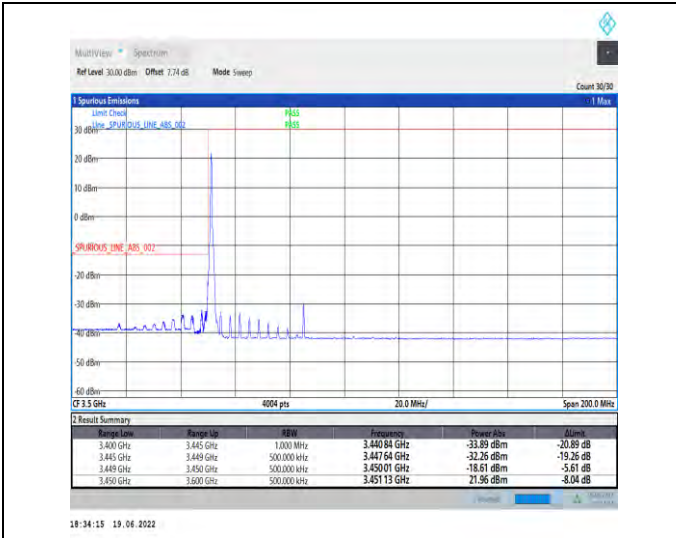 MultiView Spectrum
Ref Level 30.00 dBm Offset 7.74 dB Mode Sweep
Count 30/30
1 Spurious Emissions 1 Max
Limit Check PASS
Line _SPURIOUS_LINE_ABS_002 PASS
30 dBm
20 dBm
10 dBm
0 dBm
_SPURIOUS_LINE_ABS_002
-20 dBm
-30 dBm
-40 dBm
-50 dBm
-60 dBm
CF 3.5 GHz 4004 pts 20.0 MHz/ Span 200.0 MHz
2 Result Summary
Range Low Range Up RBW Frequency Power Abs ΔLimit
3.400 GHz 3.445 GHz 1.000 MHz 3.440 84 GHz -33.89 dBm -20.89 dB
3.445 GHz 3.449 GHz 500.000 kHz 3.447 64 GHz -32.26 dBm -19.26 dB
3.449 GHz 3.450 GHz 500.000 kHz 3.450 01 GHz -18.61 dBm -5.61 dB
3.450 GHz 3.600 GHz 500.000 kHz 3.451 13 GHz 21.96 dBm -8.04 dB
18:34:15 19.06.2022